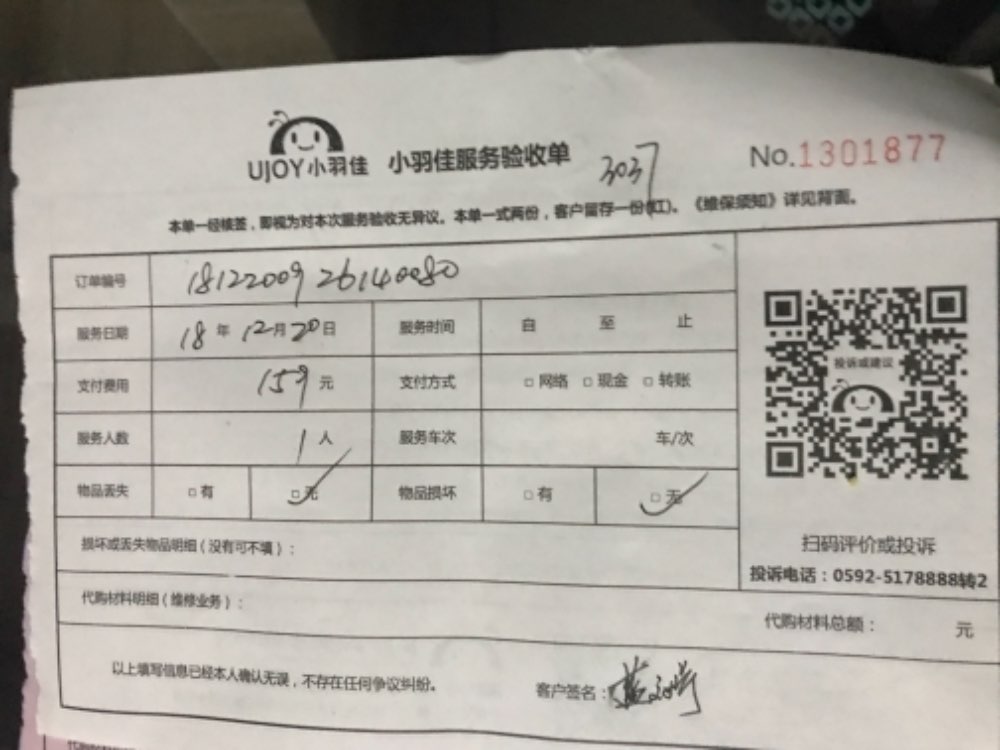 UJOY小羽佳 小羽佳服务验收单 3037 No.1301877
本单一经核签，即视为对本次服务验收无异议。本单一式两份，客户留存一份(红)。《维保须知》详见背面。
订单编号 1812200926140080
服务日期 18年12月20日 服务时间 自 至 止
支付费用 159元 支付方式 □网络 □现金 □转账
服务人数 1人 服务车次 车/次
物品丢失 □有 □无 物品损坏 □有 □无
投诉或建议
扫码评价或投诉
投诉电话：0592-5178888转2
损坏或丢失物品明细（没有可不填）：
代购材料明细（维修业务）：
代购材料总额： 元
以上填写信息已经本人确认无误，不存在任何争议纠纷。 客户签名：